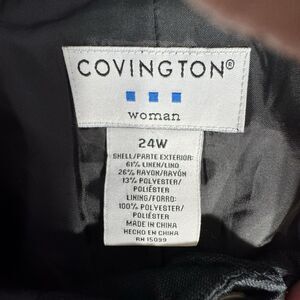 COVINGTON®
woman
24W
SHELL/PARTE EXTERIOR:
61% LINEN/LINO
26% RAYON/RAYÓN
13% POLYESTER/
POLIÉSTER
LINING/FORRO:
100% POLYESTER/
POLIÉSTER
MADE IN CHINA
HECHO EN CHINA
RN 15099